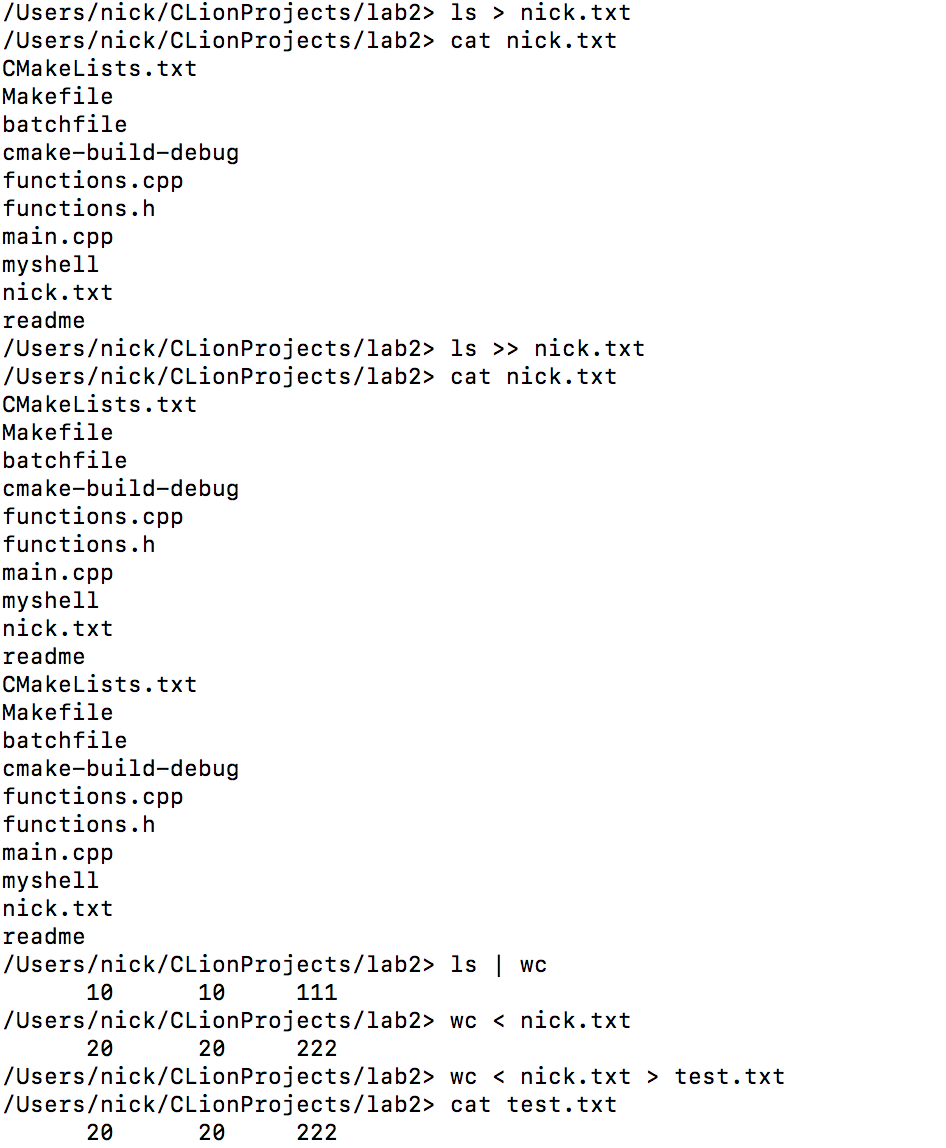 /Users/nick/CLionProjects/lab2> ls > nick.txt
/Users/nick/CLionProjects/lab2> cat nick.txt
CMakeLists.txt
Makefile
batchfile
cmake-build-debug
functions.cpp
functions.h
main.cpp
myshell
nick.txt
readme
/Users/nick/CLionProjects/lab2> ls >> nick.txt
/Users/nick/CLionProjects/lab2> cat nick.txt
CMakeLists.txt
Makefile
batchfile
cmake-build-debug
functions.cpp
functions.h
main.cpp
myshell
nick.txt
readme
CMakeLists.txt
Makefile
batchfile
cmake-build-debug
functions.cpp
functions.h
main.cpp
myshell
nick.txt
readme
/Users/nick/CLionProjects/lab2> ls | wc
      10      10     111
/Users/nick/CLionProjects/lab2> wc < nick.txt
      20      20     222
/Users/nick/CLionProjects/lab2> wc < nick.txt > test.txt
/Users/nick/CLionProjects/lab2> cat test.txt
      20      20     222